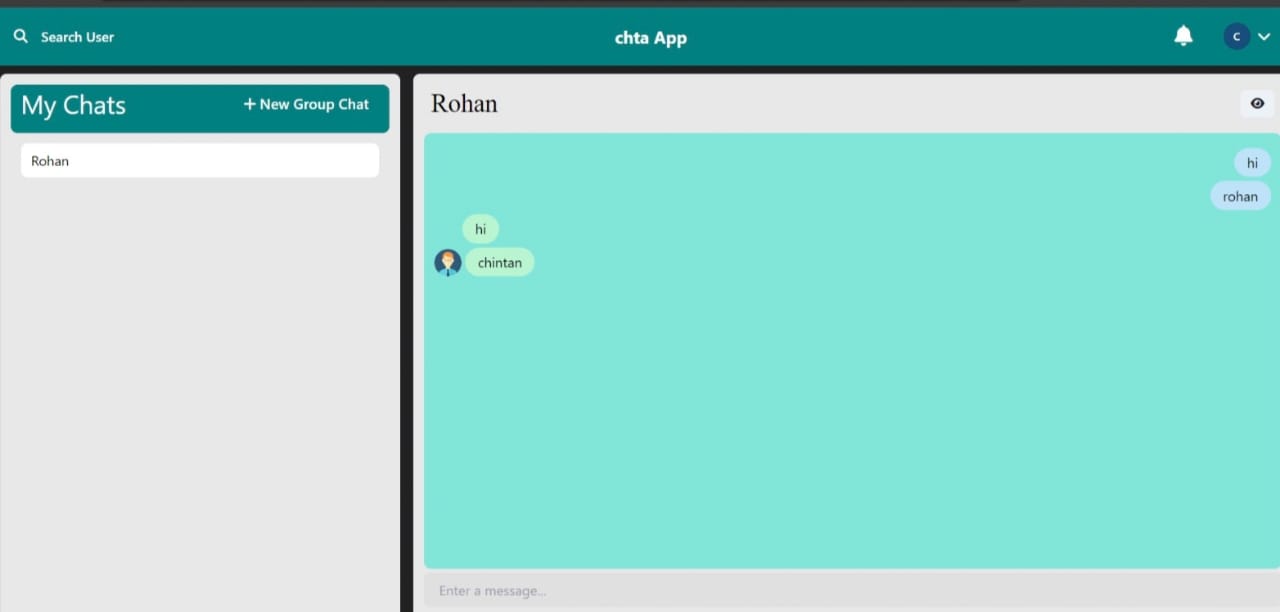 Search User
chta App
C
My Chats
+ New Group Chat
Rohan
Rohan
hi
rohan
hi
chintan
Enter a message...